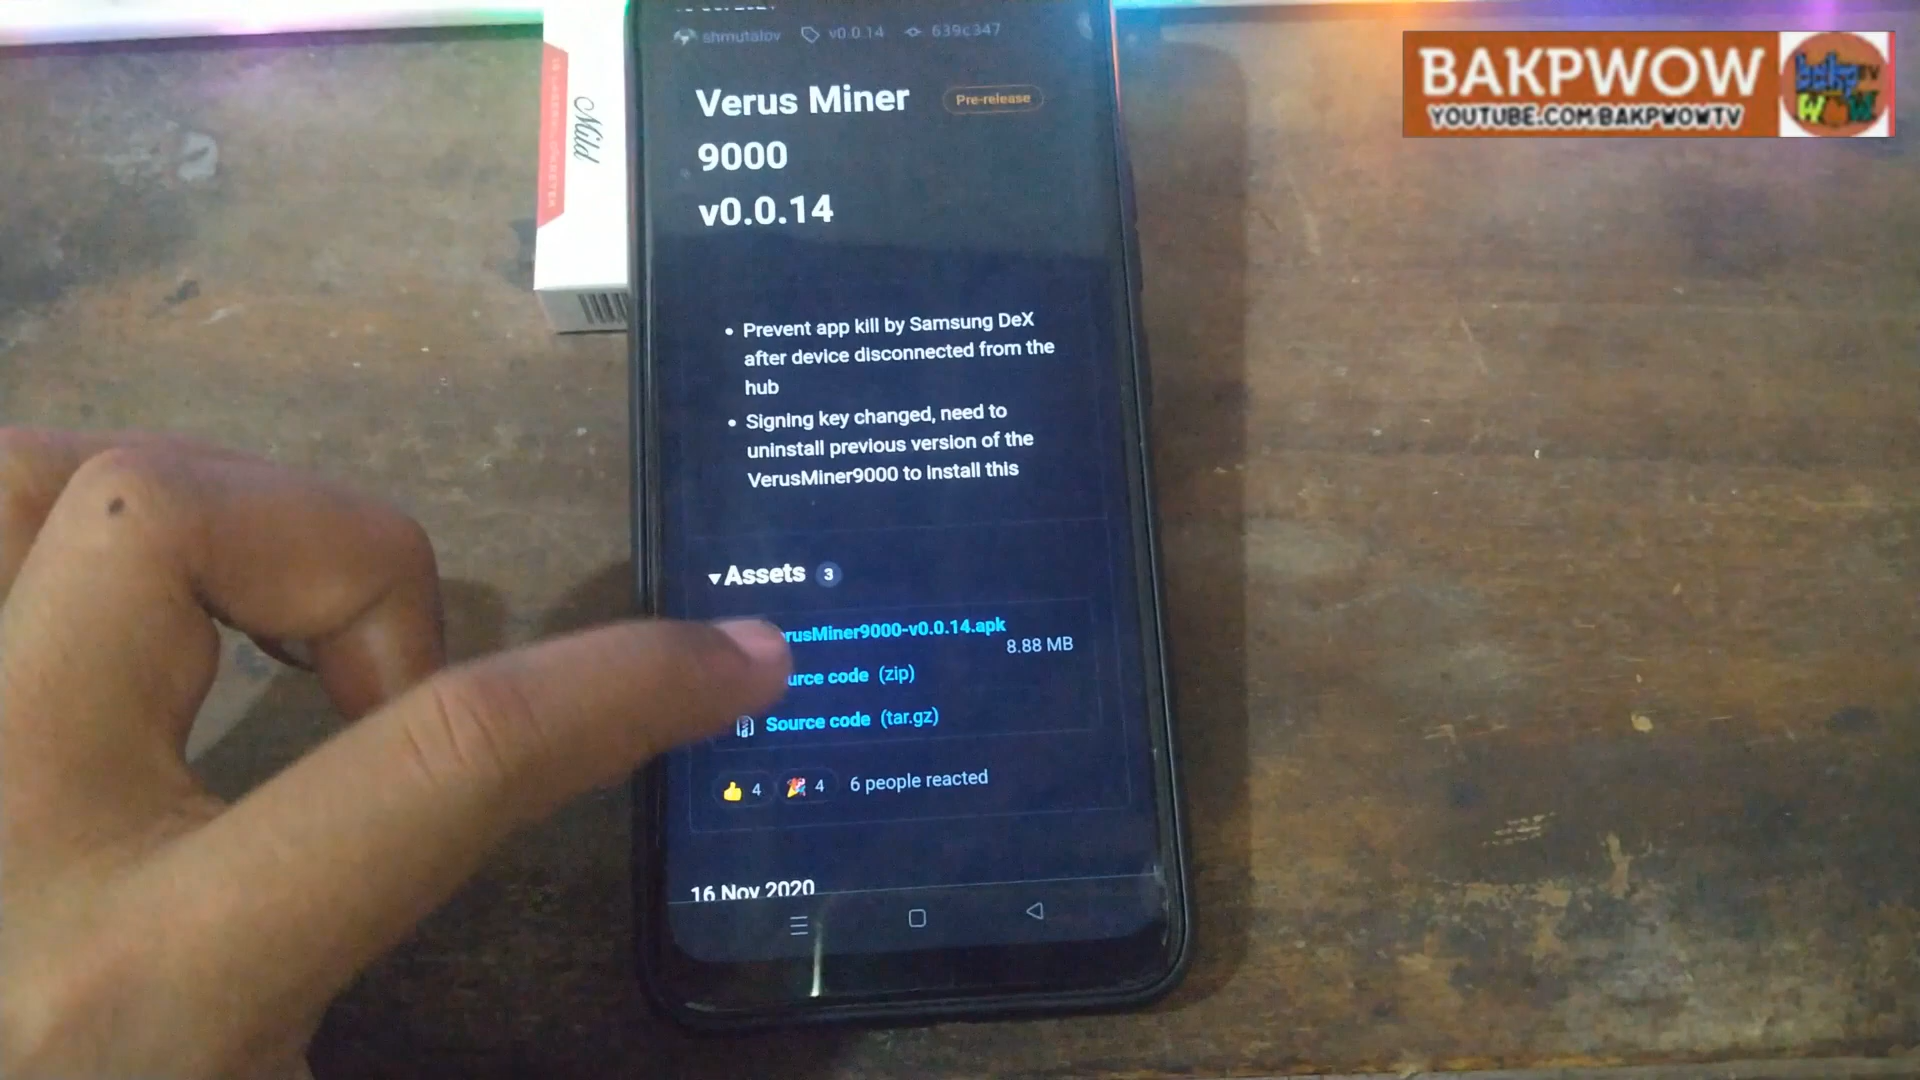 shmutalov v0.0.14 639c347
BAKPWOW
YOUTUBE.COM/BAKPWOWTV
Verus Miner Pre-release
9000
v0.0.14
Mild
• Prevent app kill by Samsung DeX
after device disconnected from the
hub
• Signing key changed, need to
uninstall previous version of the
VerusMiner9000 to install this
▾Assets 3
erusMiner9000-v0.0.14.apk
8.88 MB
urce code (zip)
Source code (tar.gz)
👍 4 🎉 4 6 people reacted
16 Nov 2020